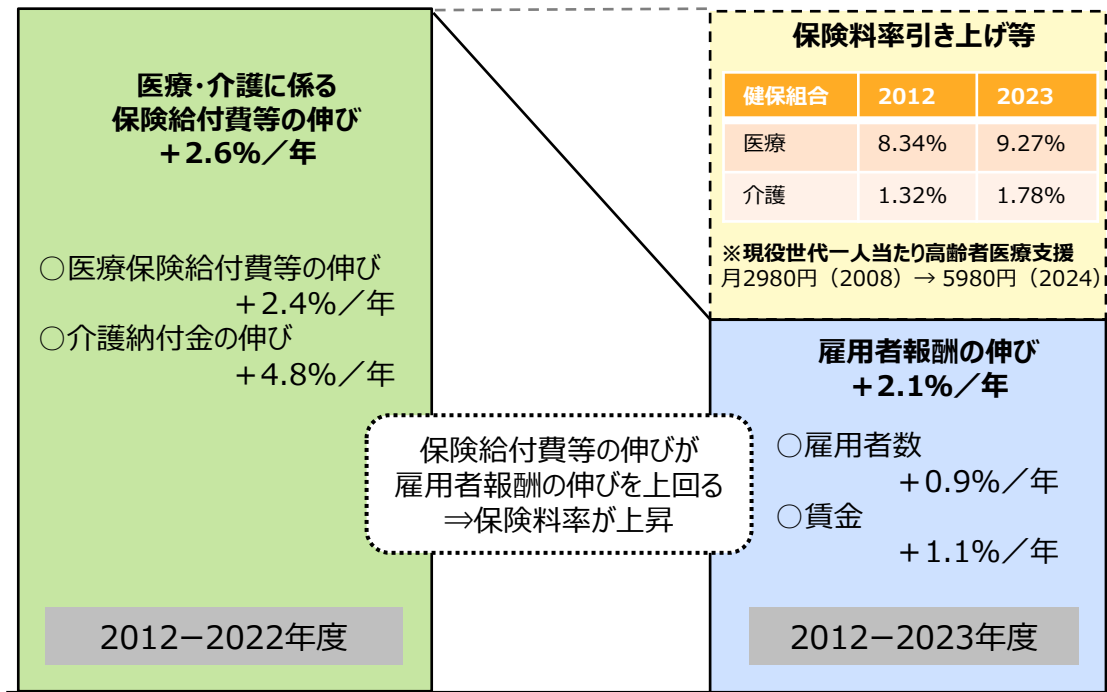 医療・介護に係る
保険給付費等の伸び
+2.6%／年
○医療保険給付費等の伸び
+2.4%／年
○介護納付金の伸び
+4.8%／年
2012−2022年度
保険給付費等の伸びが
雇用者報酬の伸びを上回る
⇒保険料率が上昇
保険料率引き上げ等
健保組合 2012 2023
医療 8.34% 9.27%
介護 1.32% 1.78%
※現役世代一人当たり高齢者医療支援
月2980円（2008）→ 5980円（2024）
雇用者報酬の伸び
+2.1%／年
○雇用者数
+0.9%／年
○賃金
+1.1%／年
2012−2023年度